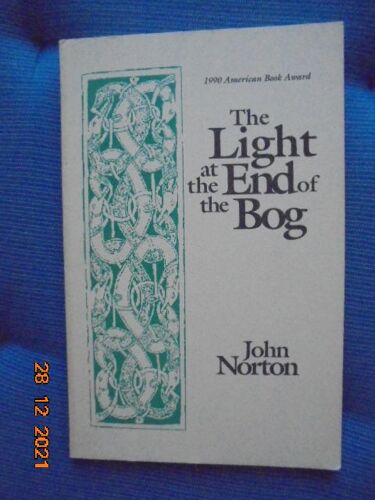 1990 American Book Award
The
Light
at
the End of
the Bog
John
Norton
28 12 2021